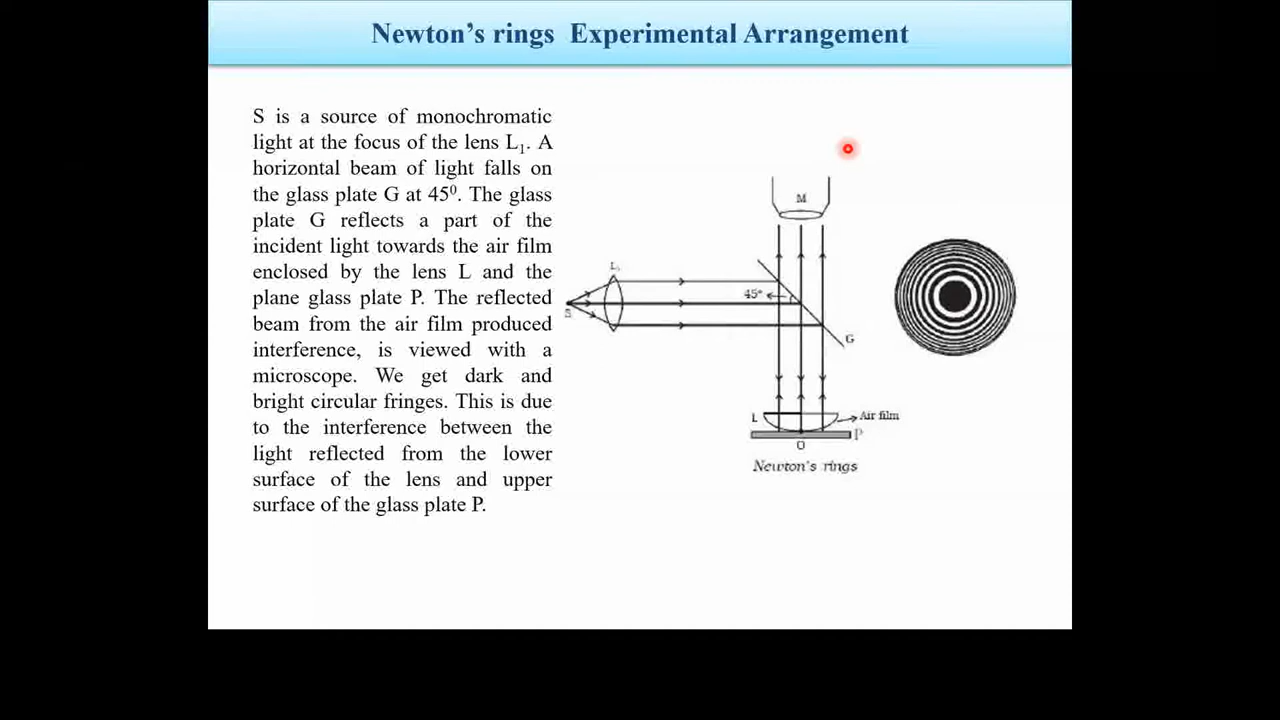 Newton's rings Experimental Arrangement
S is a source of monochromatic
light at the focus of the lens L₁. A
horizontal beam of light falls on
the glass plate G at 45⁰. The glass
plate G reflects a part of the
incident light towards the air film
enclosed by the lens L and the
plane glass plate P. The reflected
beam from the air film produced
interference, is viewed with a
microscope. We get dark and
bright circular fringes. This is due
to the interference between the
light reflected from the lower
surface of the lens and upper
surface of the glass plate P.
M
L₁
45°
S
G
L
Air film
P
O
Newton's rings